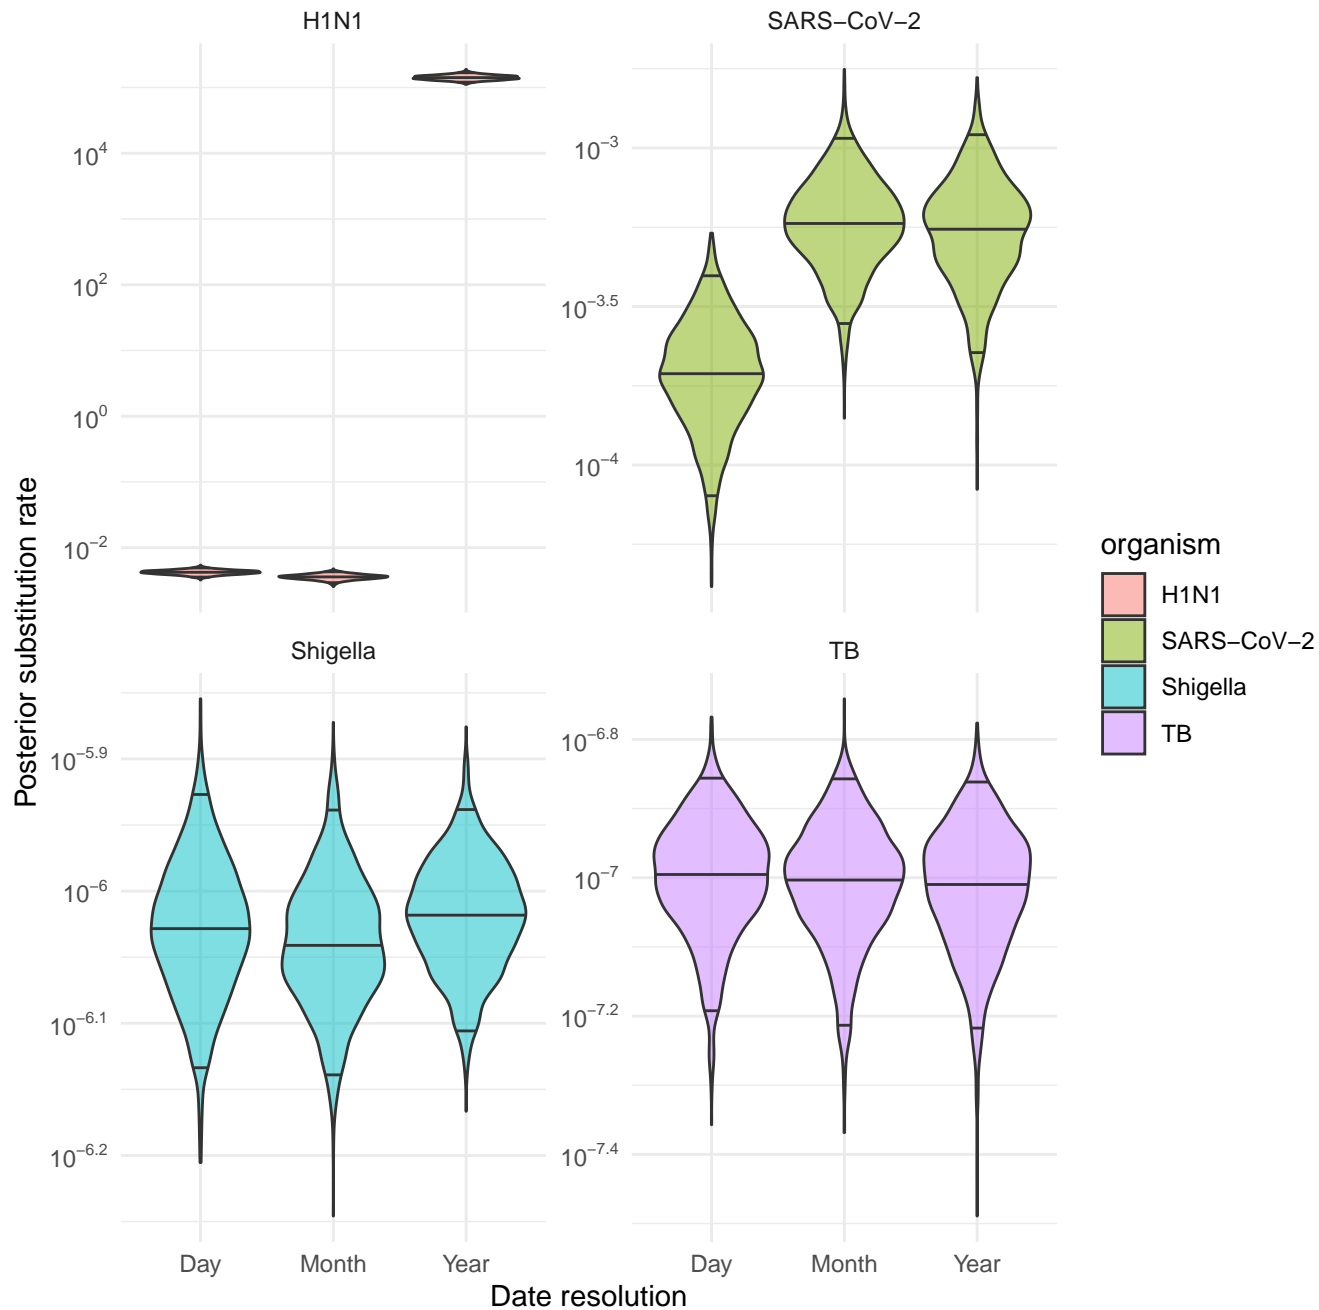 H1N1
SARS−CoV−2
10^4
10^2
10^0
10^−2
10^−3
10^−3.5
10^−4
Posterior substitution rate
organism
H1N1
SARS−CoV−2
Shigella
TB
Shigella
TB
10^−5.9
10^−6
10^−6.1
10^−6.2
10^−6.8
10^−7
10^−7.2
10^−7.4
Day Month Year
Day Month Year
Date resolution